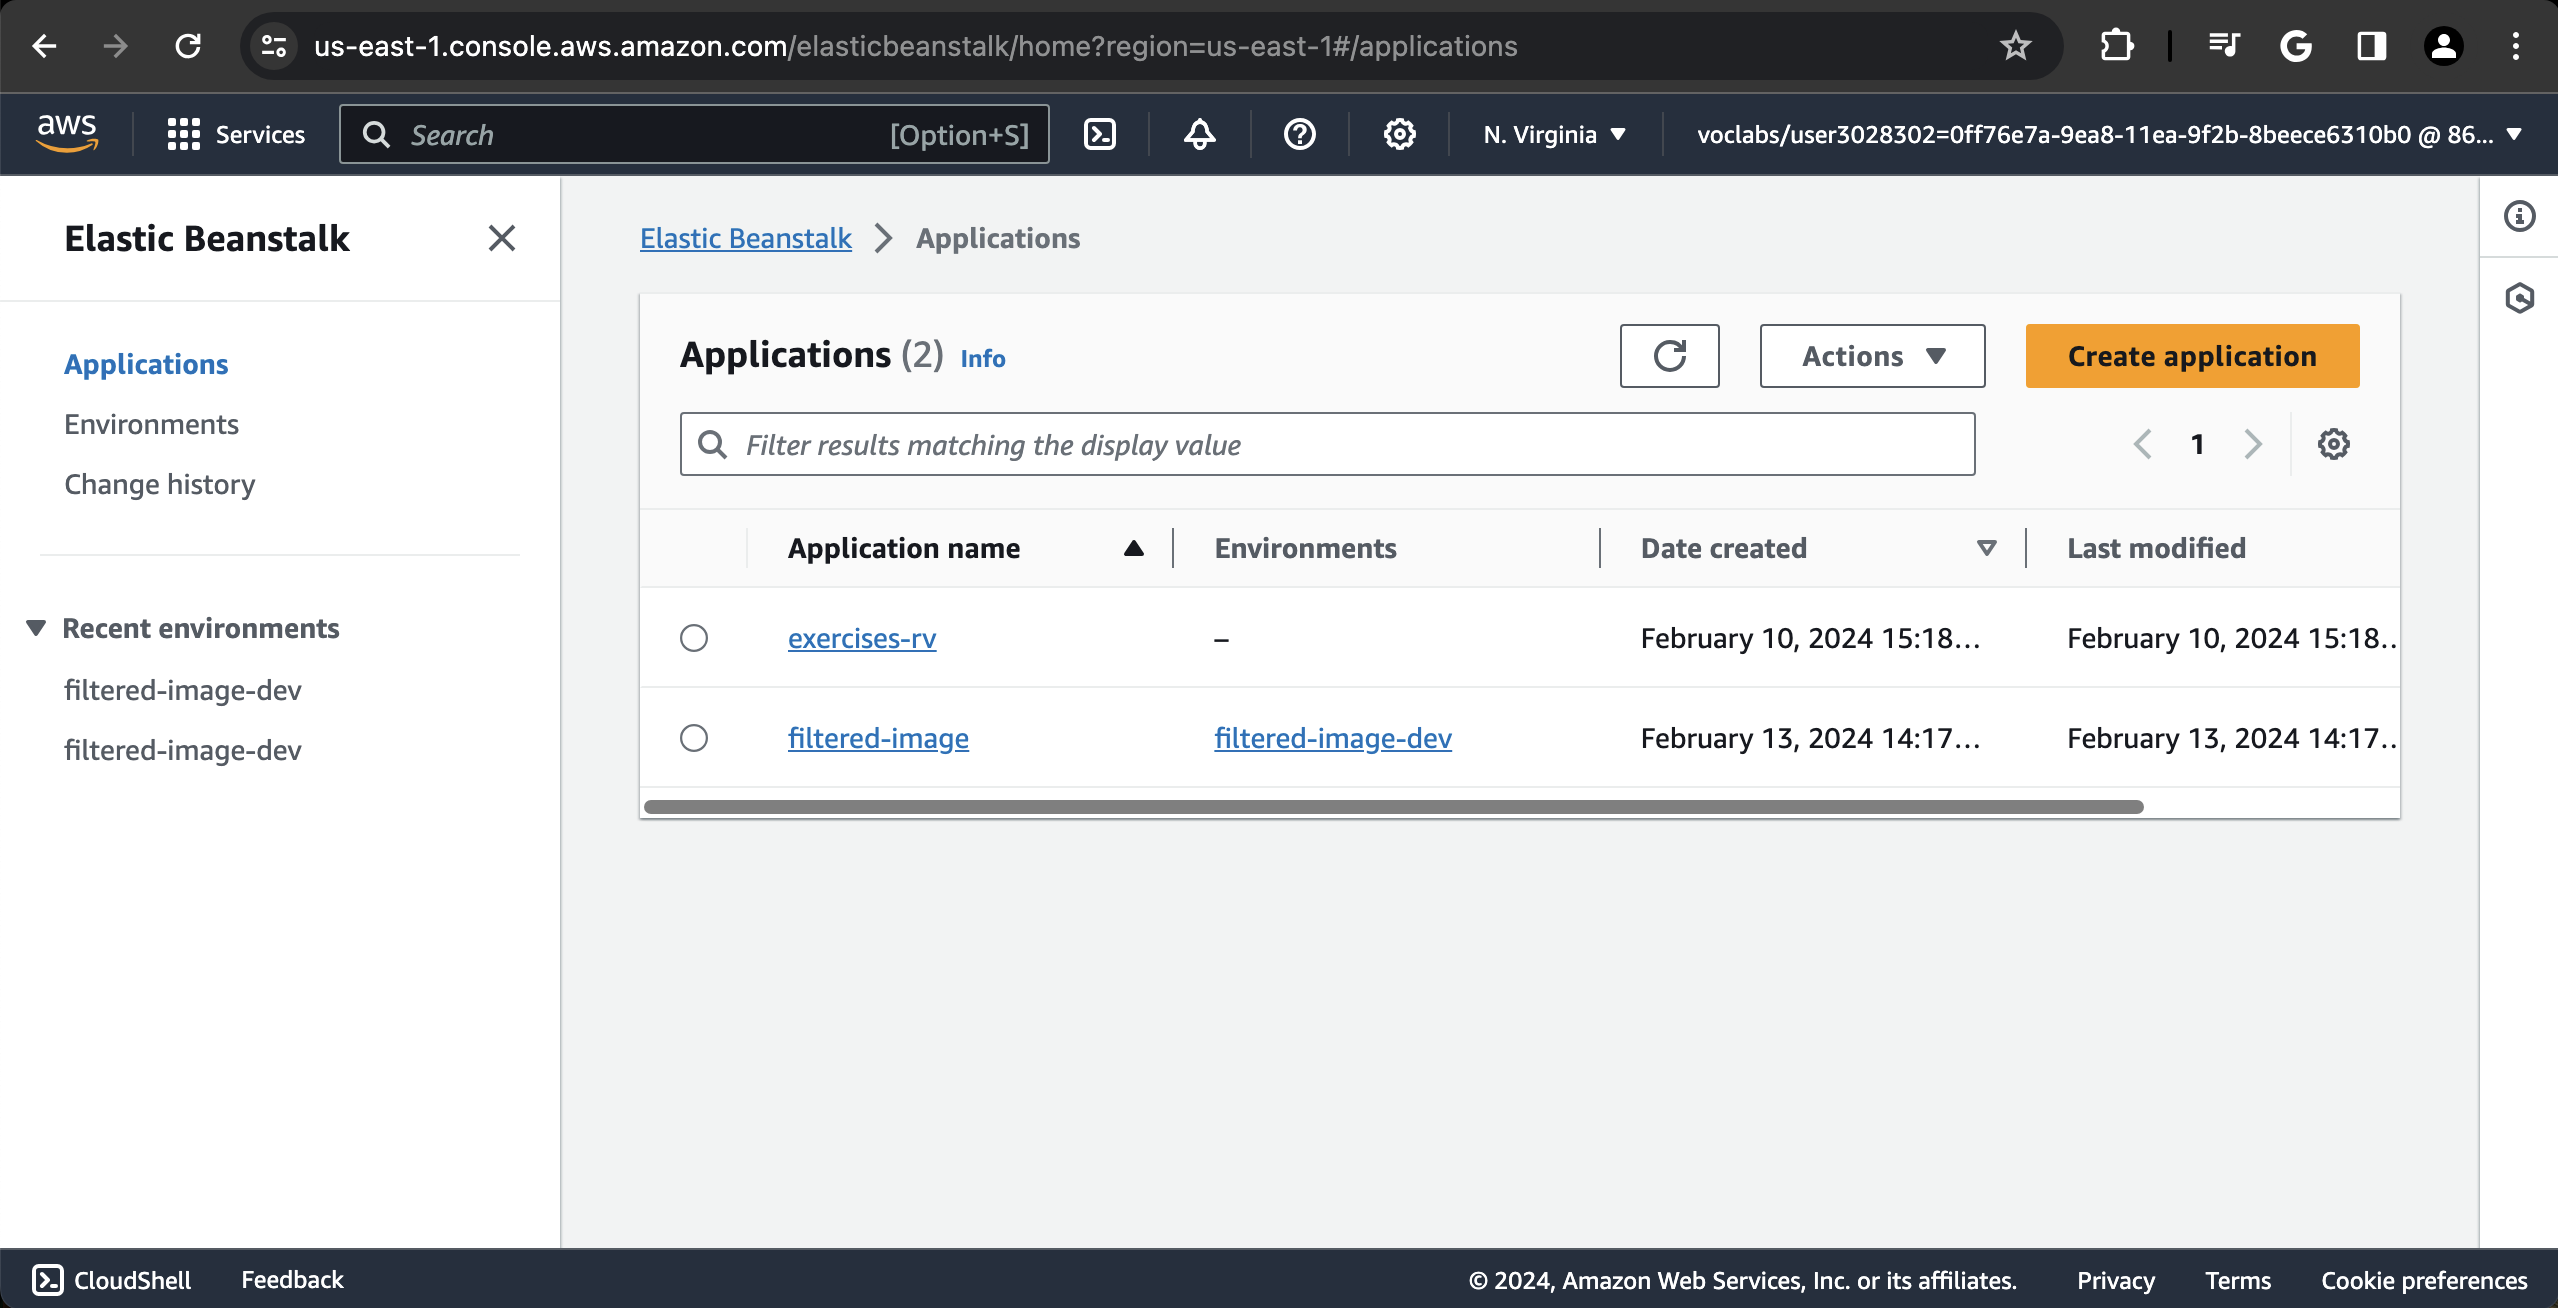 us-east-1.console.aws.amazon.com/elasticbeanstalk/home?region=us-east-1#/applications
aws
Services
Search
[Option+S]
N. Virginia
voclabs/user3028302=0ff76e7a-9ea8-11ea-9f2b-8beece6310b0 @ 86...
Elastic Beanstalk
Applications
Environments
Change history
Recent environments
filtered-image-dev
filtered-image-dev
Elastic Beanstalk > Applications
Applications (2) Info
Actions
Create application
Filter results matching the display value
1
Application name Environments Date created Last modified
exercises-rv – February 10, 2024 15:18... February 10, 2024 15:18..
filtered-image filtered-image-dev February 13, 2024 14:17... February 13, 2024 14:17..
CloudShell Feedback © 2024, Amazon Web Services, Inc. or its affiliates. Privacy Terms Cookie preferences